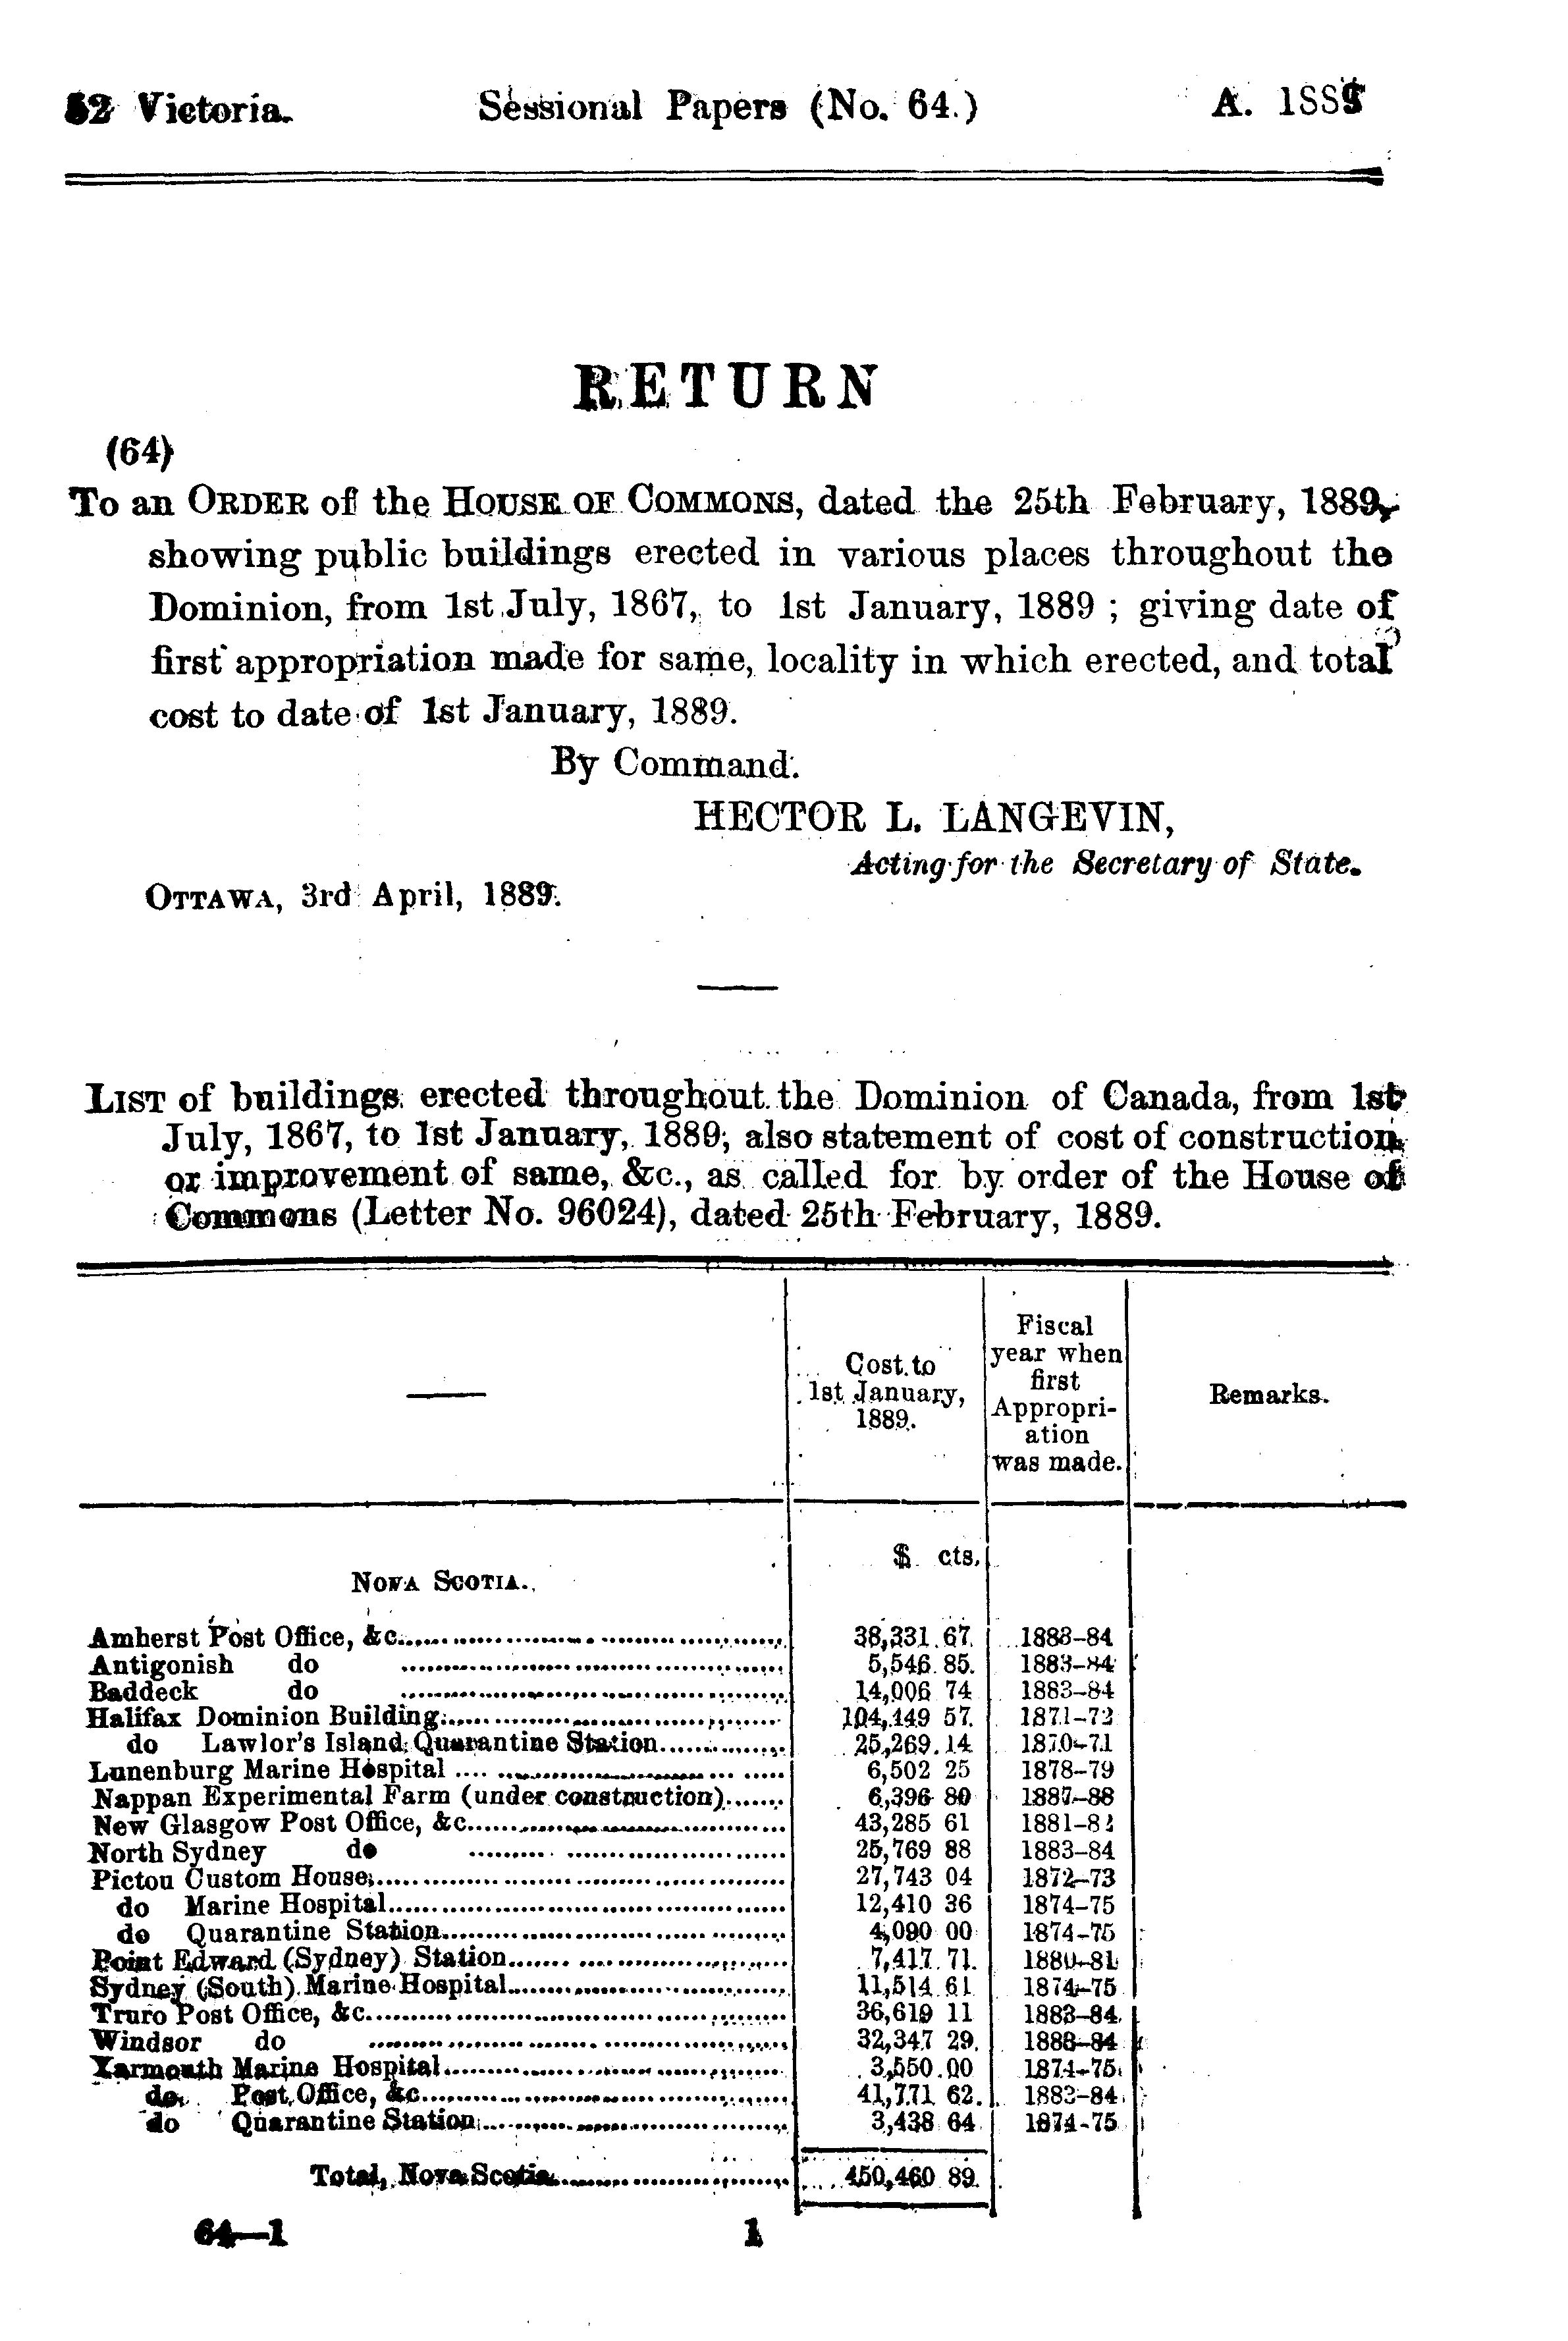 52 Victoria. Sessional Papers (No. 64.) A. 1889
RETURN
(64)
To an ORDER of the HOUSE OF COMMONS, dated the 25th February, 1889,
showing public buildings erected in various places throughout the
Dominion, from 1st July, 1867, to 1st January, 1889 ; giving date of
first appropriation made for same, locality in which erected, and total
cost to date of 1st January, 1889.
By Command.
HECTOR L. LANGEVIN,
Acting for the Secretary of State.
OTTAWA, 3rd April, 1889.
LIST of buildings erected throughout the Dominion of Canada, from 1st
July, 1867, to 1st January, 1889; also statement of cost of construction
or improvement of same, &c., as called for by order of the House of
Commons (Letter No. 96024), dated 25th February, 1889.
—— Cost to 1st January, 1889. Fiscal year when first Appropri-ation was made. Remarks.
$ cts.
NOVA SCOTIA.
Amherst Post Office, &c. 38,331 67 1883-84
Antigonish do 5,546 85 1883-84
Baddeck do 14,006 74 1883-84
Halifax Dominion Building 104,449 57 1871-72
do Lawlor's Island Quarantine Station 25,269 14 1870-71
Lunenburg Marine Hospital 6,502 25 1878-79
Nappan Experimental Farm (under construction) 6,396 80 1887-88
New Glasgow Post Office, &c. 43,285 61 1881-82
North Sydney do 25,769 88 1883-84
Pictou Custom House 27,743 04 1872-73
do Marine Hospital 12,410 36 1874-75
do Quarantine Station 4,090 00 1874-75
Point Edward (Sydney) Station 7,417 71 1880-81
Sydney (South) Marine Hospital 11,514 61 1874-75
Truro Post Office, &c. 36,619 11 1883-84
Windsor do 32,347 29 1883-84
Yarmouth Marine Hospital 3,550 00 1874-75
do Post Office, &c. 41,771 62 1883-84
do Quarantine Station 3,438 64 1874-75
Total, Nova Scotia 450,460 89
64—1 1